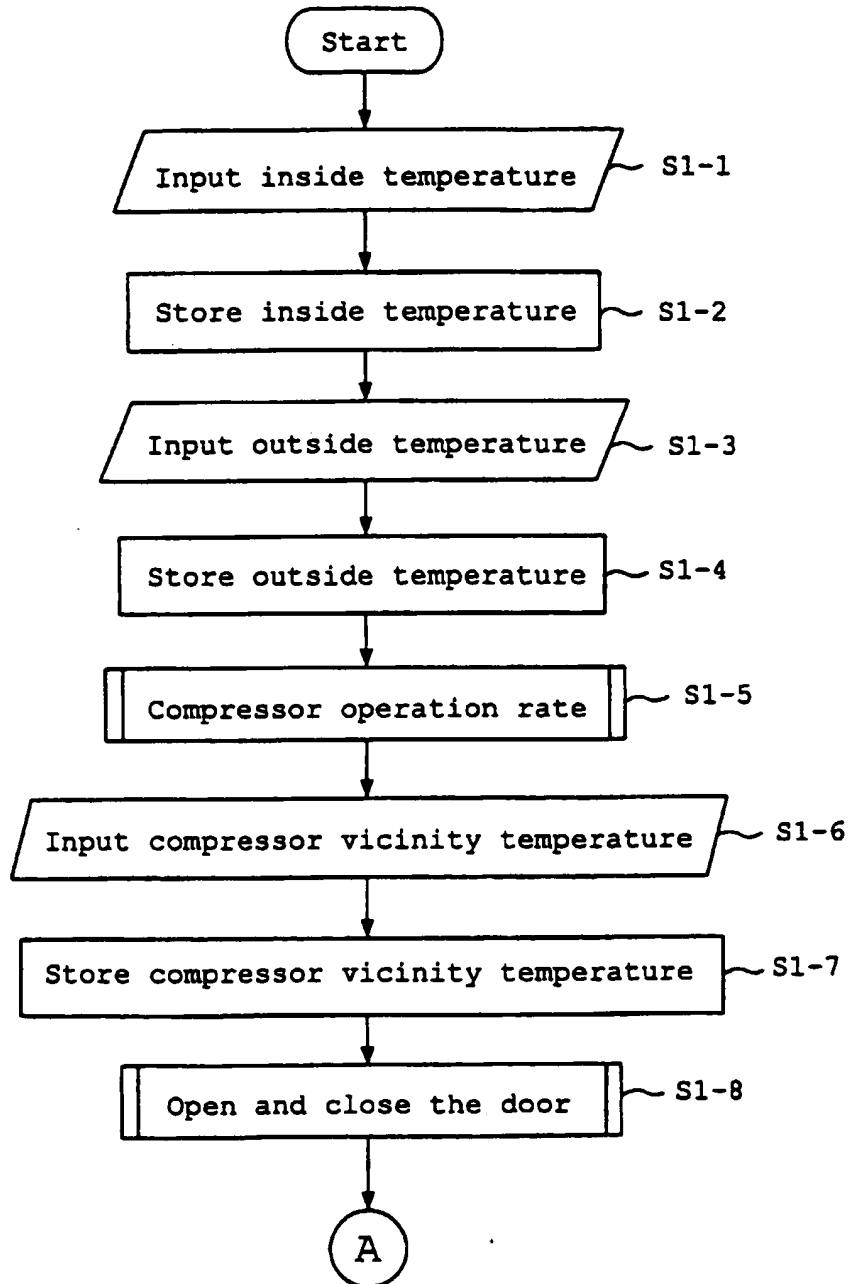 Start
Input inside temperature S1-1
Store inside temperature S1-2
Input outside temperature S1-3
Store outside temperature S1-4
Compressor operation rate S1-5
Input compressor vicinity temperature S1-6
Store compressor vicinity temperature S1-7
Open and close the door S1-8
A